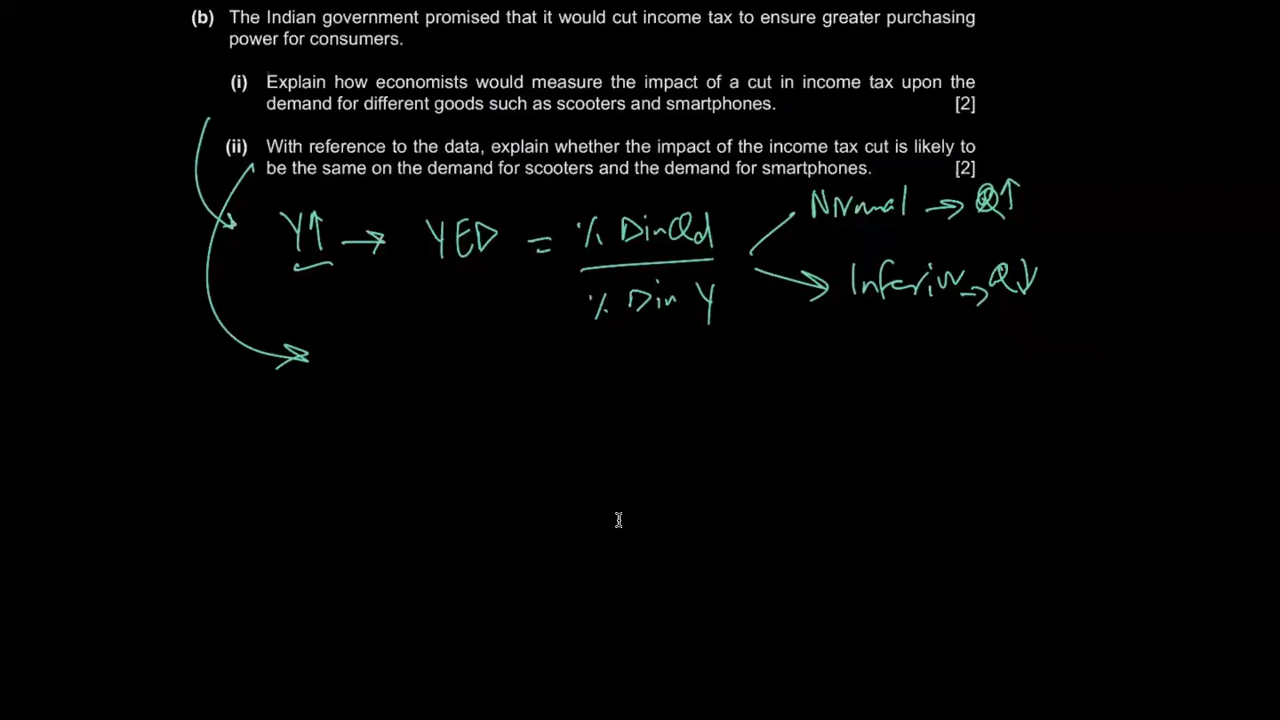 (b) The Indian government promised that it would cut income tax to ensure greater purchasing
power for consumers.
(i) Explain how economists would measure the impact of a cut in income tax upon the
demand for different goods such as scooters and smartphones. [2]
(ii) With reference to the data, explain whether the impact of the income tax cut is likely to
be the same on the demand for scooters and the demand for smartphones. [2]
Y↑ → YED = % D in Qd
% D in Y
Normal → Q↑
Inferior → Q↓